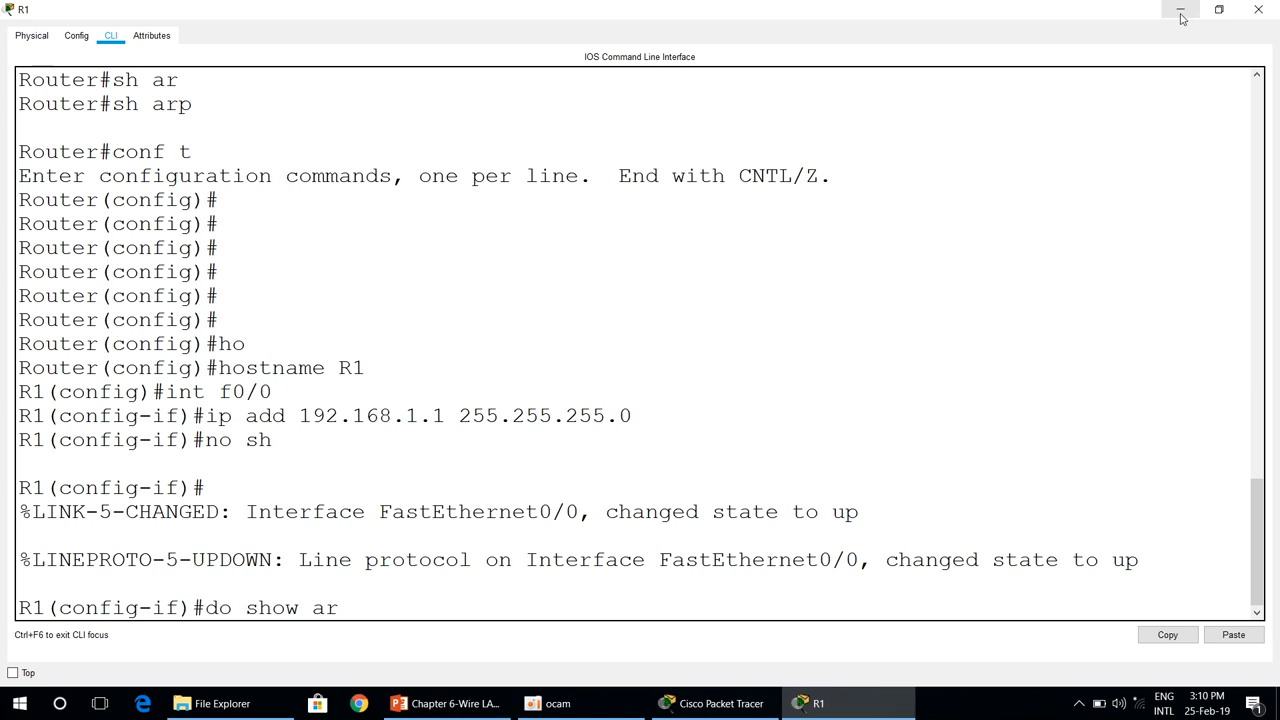 R1
Physical Config CLI Attributes
IOS Command Line Interface
Router#sh ar
Router#sh arp
Router#conf t
Enter configuration commands, one per line.  End with CNTL/Z.
Router(config)#
Router(config)#
Router(config)#
Router(config)#
Router(config)#
Router(config)#
Router(config)#ho
Router(config)#hostname R1
R1(config)#int f0/0
R1(config-if)#ip add 192.168.1.1 255.255.255.0
R1(config-if)#no sh
R1(config-if)#
%LINK-5-CHANGED: Interface FastEthernet0/0, changed state to up
%LINEPROTO-5-UPDOWN: Line protocol on Interface FastEthernet0/0, changed state to up
R1(config-if)#do show ar
Ctrl+F6 to exit CLI focus
Copy Paste
Top
File Explorer Chapter 6-Wire LA... ocam Cisco Packet Tracer R1
ENG 3:10 PM
INTL 25-Feb-19
1